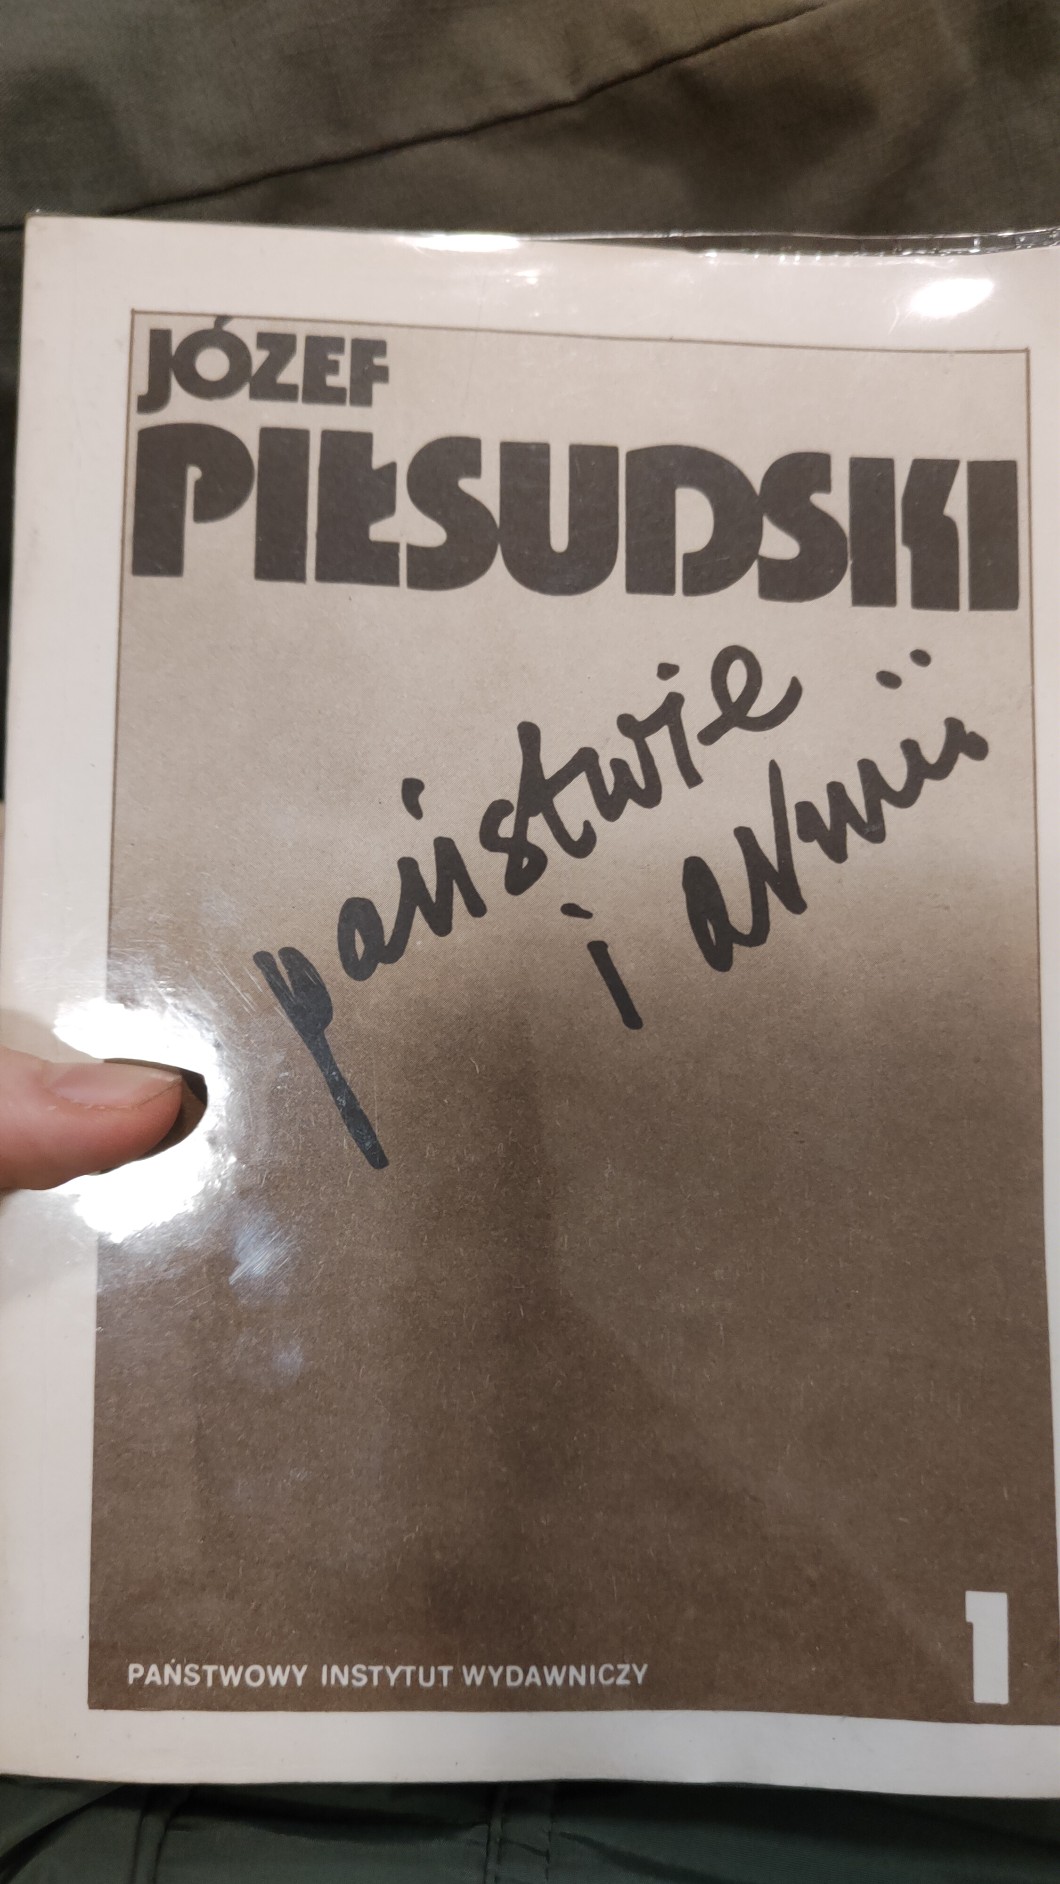 JÓZEF
PIŁSUDSKI
państwie
i armii
1
PAŃSTWOWY INSTYTUT WYDAWNICZY